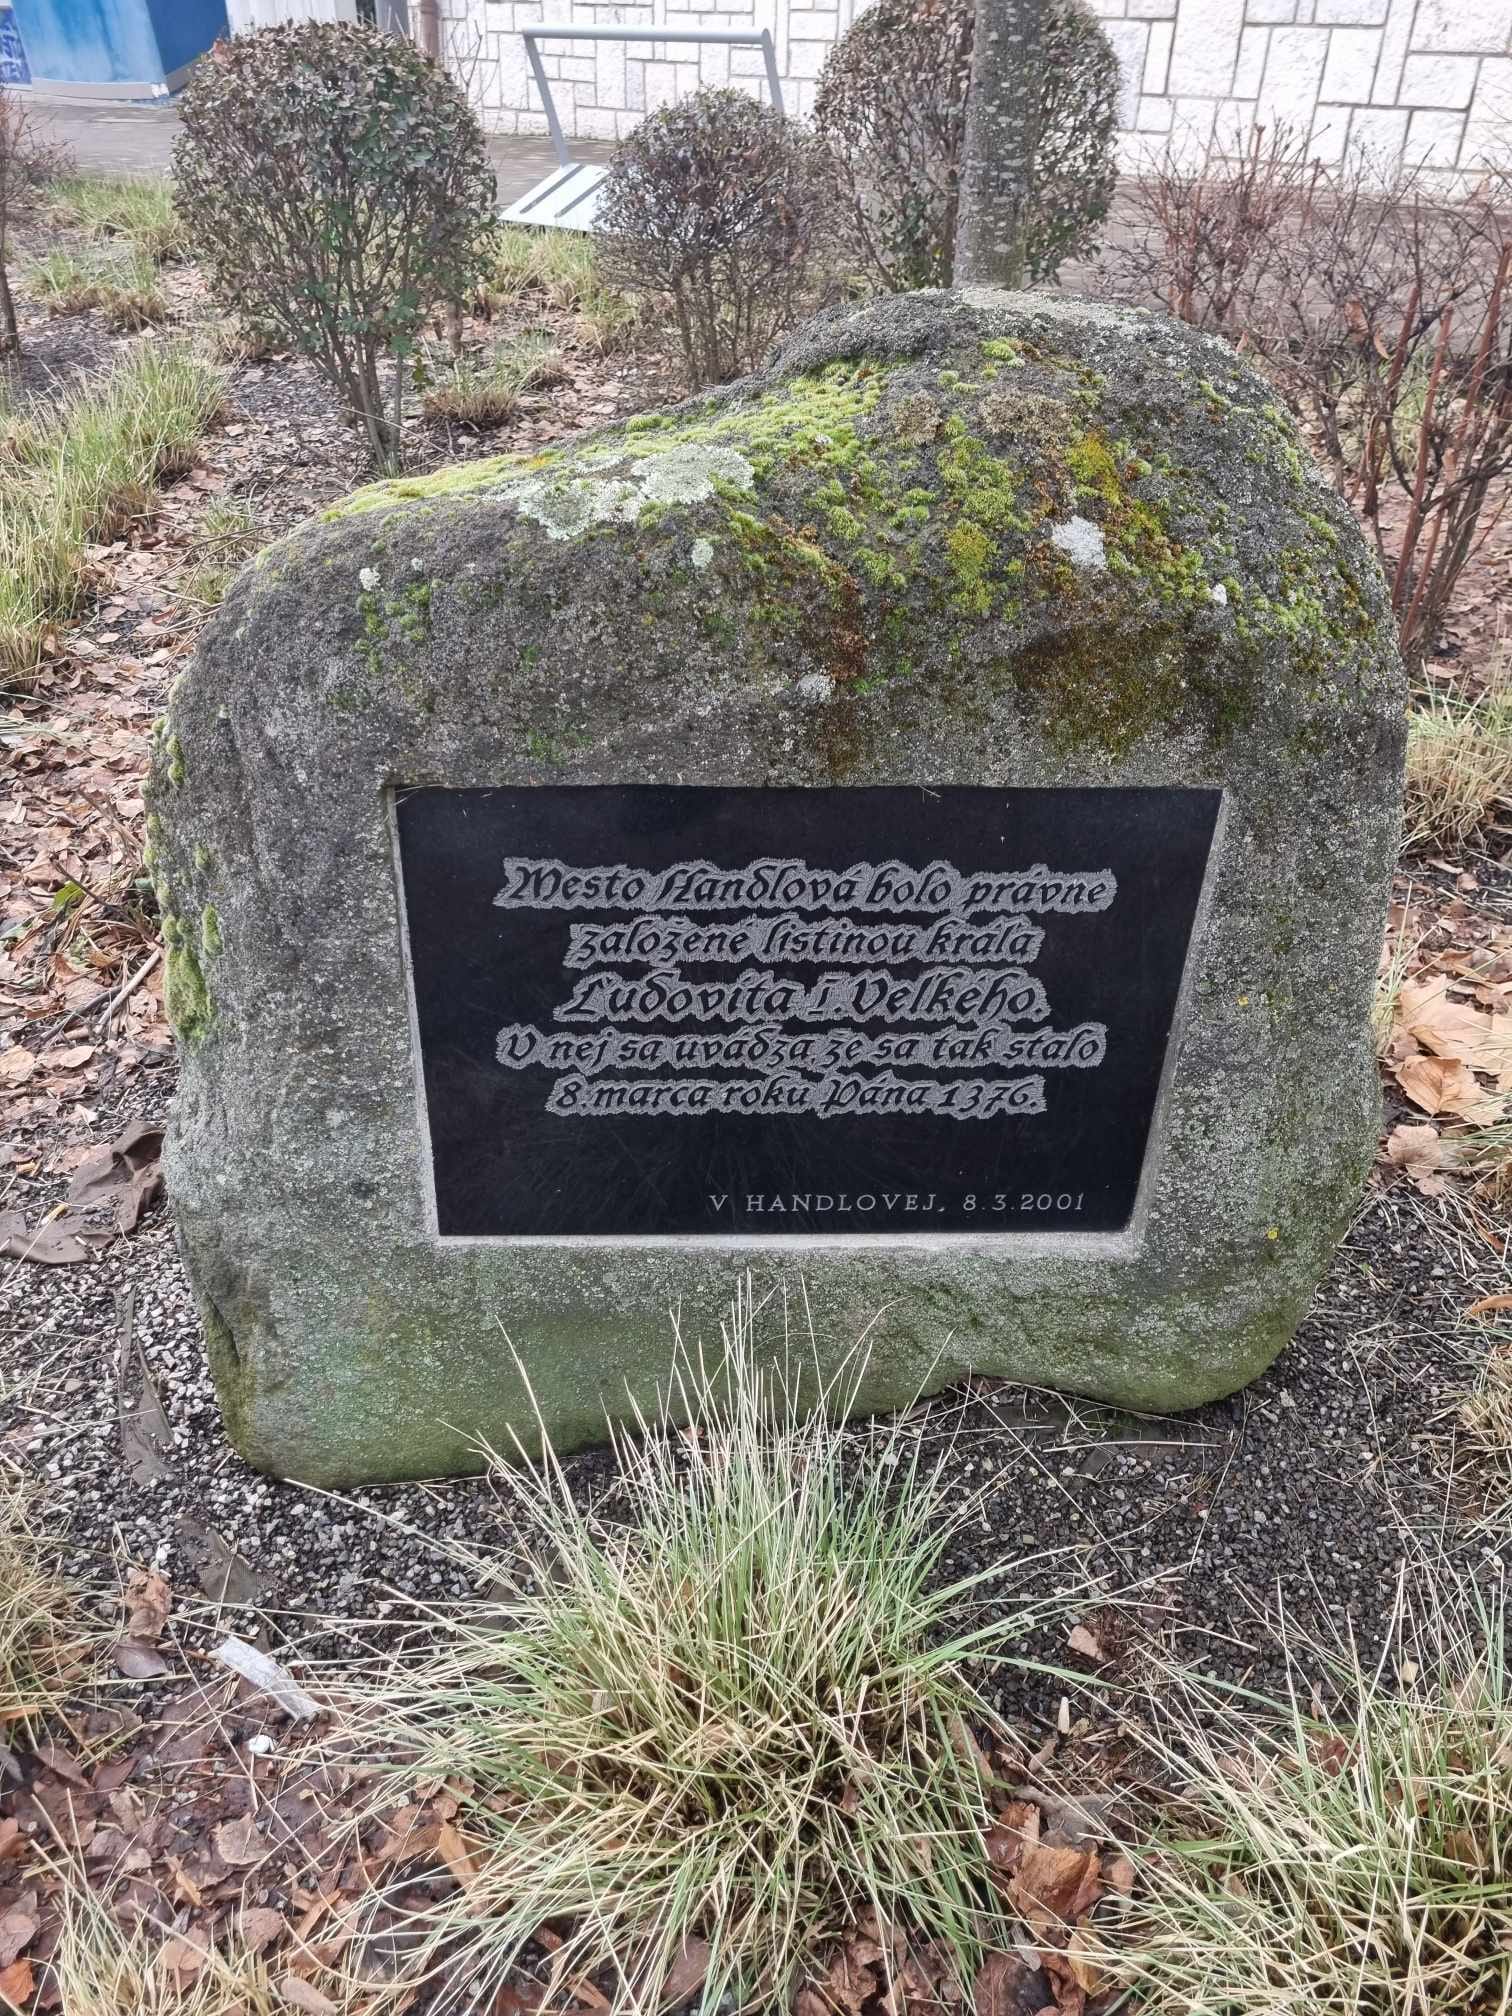 Mesto Handlová bolo právne
založené listinou kráľa
Ľudovíta I. Veľkého.
V nej sa uvádza, že sa tak stalo
8. marca roku Pána 1376.
V HANDLOVEJ, 8.3.2001